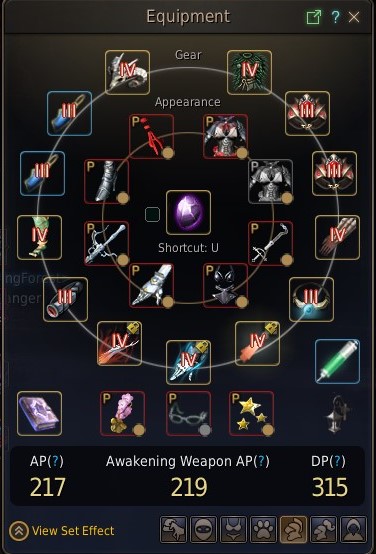 Equipment
?
Gear
IV
IV
Appearance
III
III
P
P
III
III
P
P
IV
P
P
IV
Shortcut: U
ngFor
anger
III
P
P
III
IV
IV
IV
P
P
P
AP(?)
Awakening Weapon AP(?)
DP(?)
217
219
315
View Set Effect